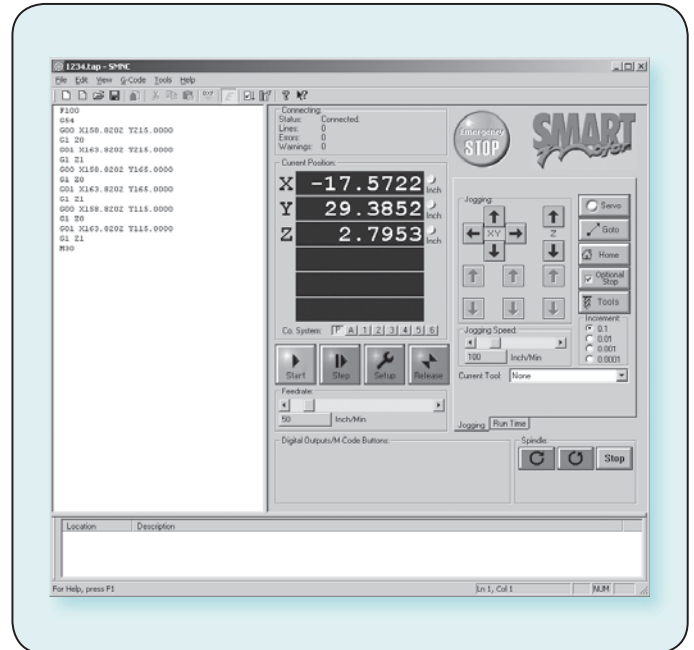 1234.tap - SMNC
File Edit View G-Code Tools Help
F100
G54
G00 X158.8202 Y215.0000
G1 Z0
G01 X163.8202 Y215.0000
G1 Z1
G00 X158.8202 Y165.0000
G1 Z0
G01 X163.8202 Y165.0000
G1 Z1
G00 X158.8202 Y115.0000
G1 Z0
G01 X163.8202 Y115.0000
G1 Z1
M30
Connecting:
Status: Connected.
Lines: 0
Errors: 0
Warnings: 0
Current Position:
X -17.5722 Inch
Y 29.3852 Inch
Z 2.7953 Inch
Co. System: P A 1 2 3 4 5 6
Start Step Setup Release
Feedrate:
50 Inch/Min
Digital Outputs/M-Code Buttons:
Emergency
STOP
SMART
Motor
Jogging
XY Z
Servo
Goto
Home
Optional
Stop
Tools
Increment:
0.1
0.01
0.001
0.0001
Jogging Speed:
100 Inch/Min
Current Tool: None
Jogging Run Time
Spindle:
Stop
Location Description
For Help, press F1
Ln 1, Col 1 NUM